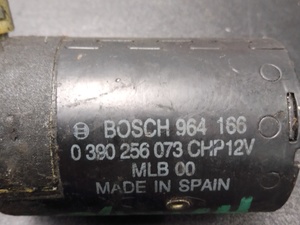 BOSCH 964 166
0 390 256 073 CHP12V
MLB 00
MADE IN SPAIN